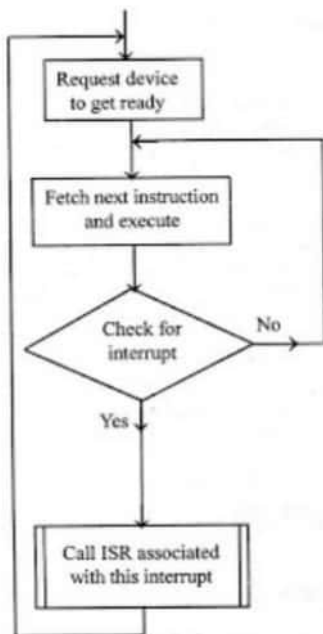 Request device
to get ready
Fetch next instruction
and execute
Check for
interrupt
No
Yes
Call ISR associated
with this interrupt